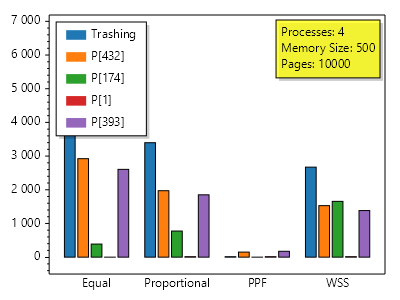 7 000
6 000
5 000
4 000
3 000
2 000
1 000
0
Trashing
P[432]
P[174]
P[1]
P[393]
Processes: 4
Memory Size: 500
Pages: 10000
Equal Proportional PPF WSS